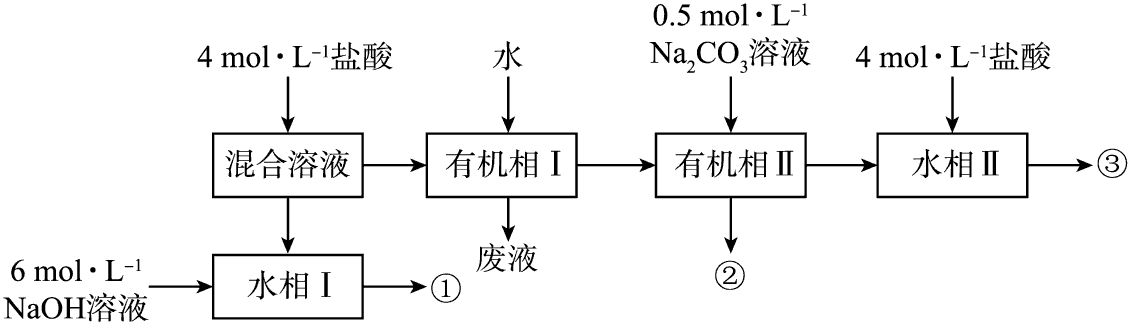 4 mol·L⁻¹盐酸
水
0.5 mol·L⁻¹
Na₂CO₃溶液
4 mol·L⁻¹盐酸
混合溶液
有机相Ⅰ
有机相Ⅱ
水相Ⅱ
③
6 mol·L⁻¹
NaOH溶液
水相Ⅰ
①
废液
②